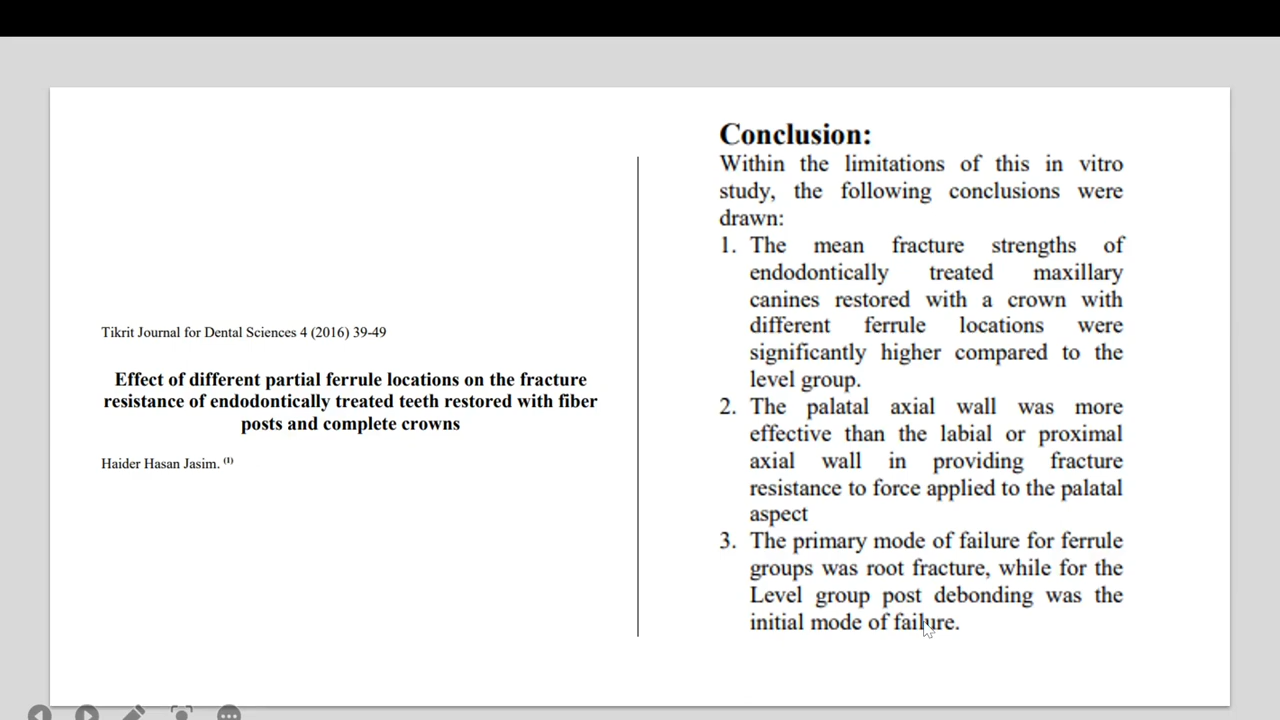 Tikrit Journal for Dental Sciences 4 (2016) 39-49
Effect of different partial ferrule locations on the fracture
resistance of endodontically treated teeth restored with fiber
posts and complete crowns
Haider Hasan Jasim. (1)
Conclusion:
Within the limitations of this in vitro
study, the following conclusions were
drawn:
1. The mean fracture strengths of
endodontically treated maxillary
canines restored with a crown with
different ferrule locations were
significantly higher compared to the
level group.
2. The palatal axial wall was more
effective than the labial or proximal
axial wall in providing fracture
resistance to force applied to the palatal
aspect
3. The primary mode of failure for ferrule
groups was root fracture, while for the
Level group post debonding was the
initial mode of failure.